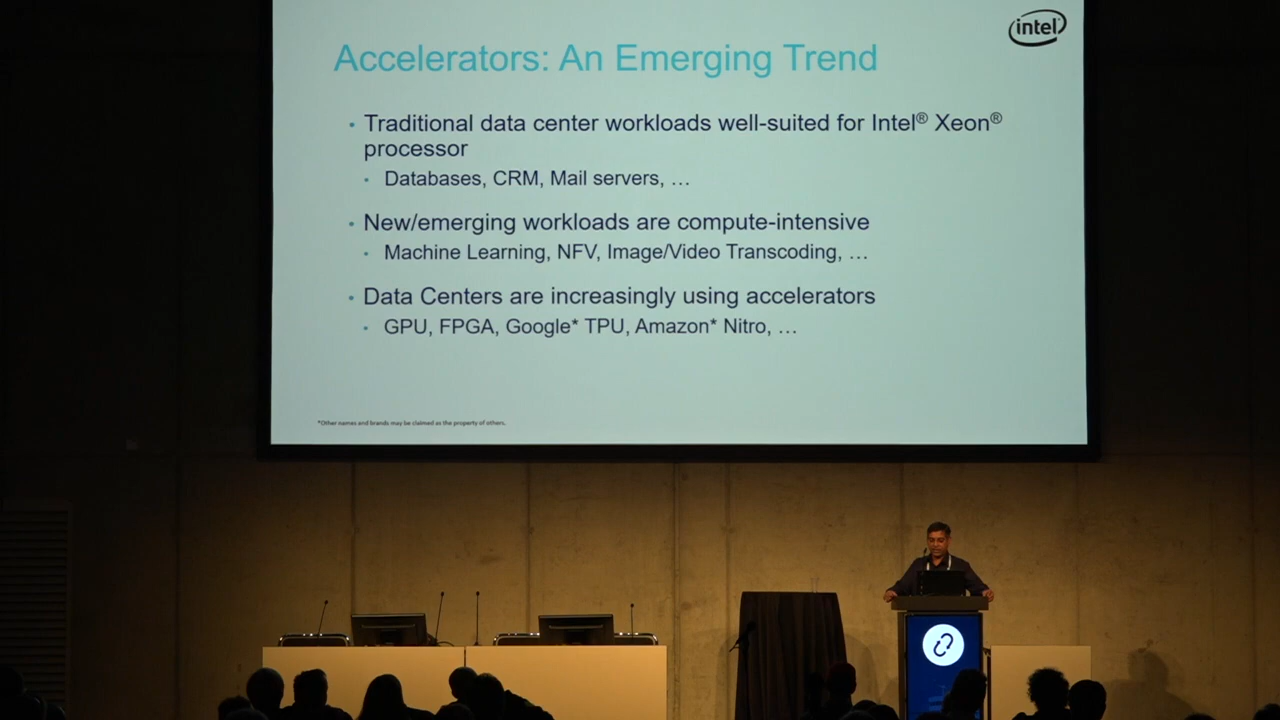 intel
Accelerators: An Emerging Trend
• Traditional data center workloads well-suited for Intel® Xeon®
processor
• Databases, CRM, Mail servers, …
• New/emerging workloads are compute-intensive
• Machine Learning, NFV, Image/Video Transcoding, …
• Data Centers are increasingly using accelerators
• GPU, FPGA, Google* TPU, Amazon* Nitro, …
*Other names and brands may be claimed as the property of others.